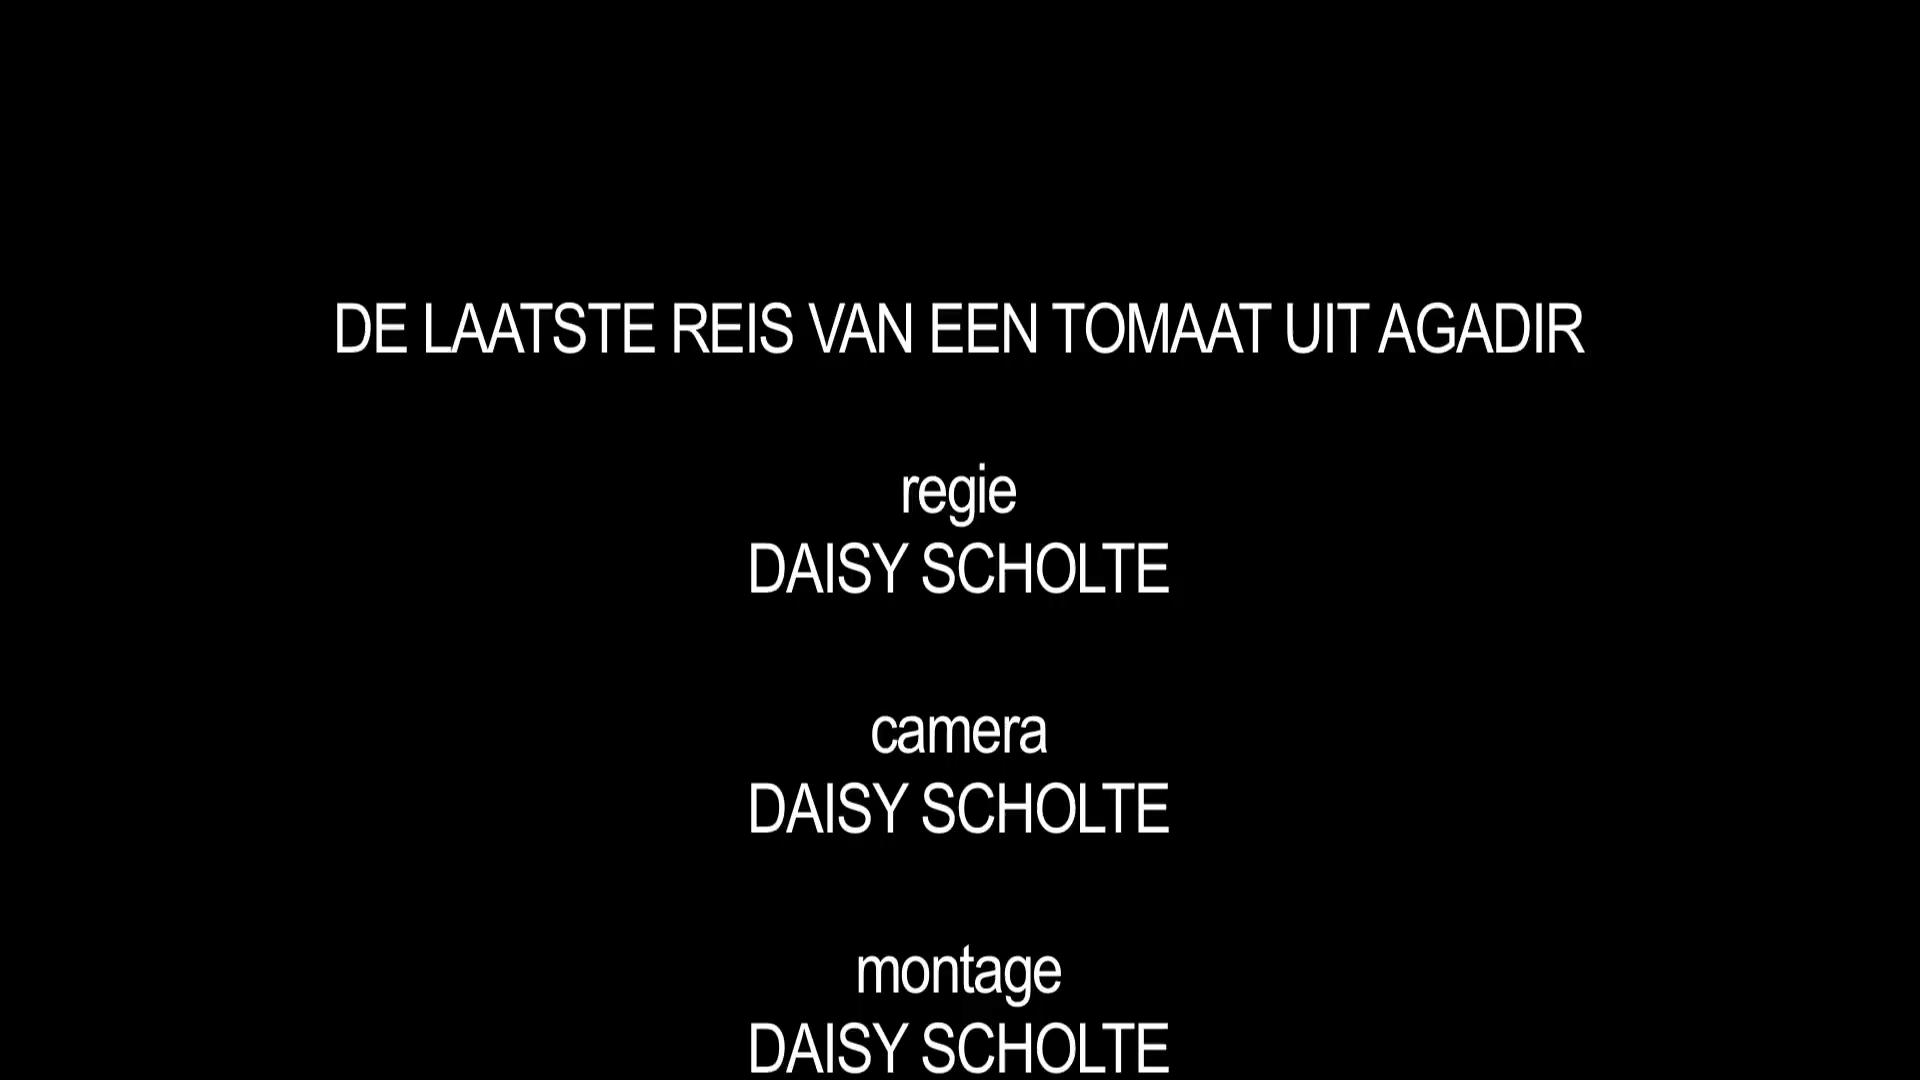 DE LAATSTE REIS VAN EEN TOMAAT UIT AGADIR
regie
DAISY SCHOLTE
camera
DAISY SCHOLTE
montage
DAISY SCHOLTE